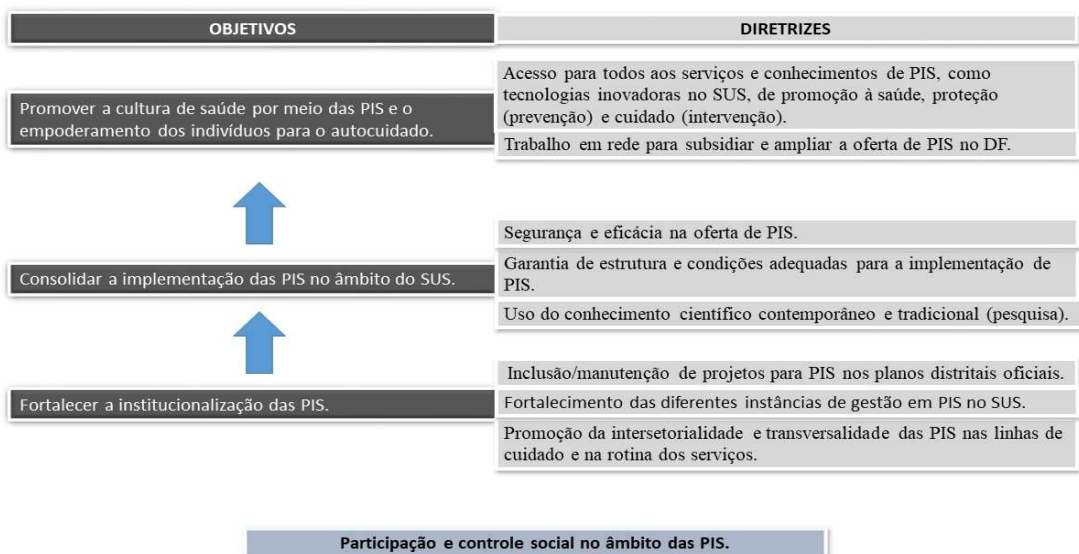 OBJETIVOS
DIRETRIZES
Promover a cultura de saúde por meio das PIS e o
empoderamento dos indivíduos para o autocuidado.
Acesso para todos aos serviços e conhecimentos de PIS, como
tecnologias inovadoras no SUS, de promoção à saúde, proteção
(prevenção) e cuidado (intervenção).
Trabalho em rede para subsidiar e ampliar a oferta de PIS no DF.
Consolidar a implementação das PIS no âmbito do SUS.
Segurança e eficácia na oferta de PIS.
Garantia de estrutura e condições adequadas para a implementação de
PIS.
Uso do conhecimento científico contemporâneo e tradicional (pesquisa).
Fortalecer a institucionalização das PIS.
Inclusão/manutenção de projetos para PIS nos planos distritais oficiais.
Fortalecimento das diferentes instâncias de gestão em PIS no SUS.
Promoção da intersetorialidade e transversalidade das PIS nas linhas de
cuidado e na rotina dos serviços.
Participação e controle social no âmbito das PIS.